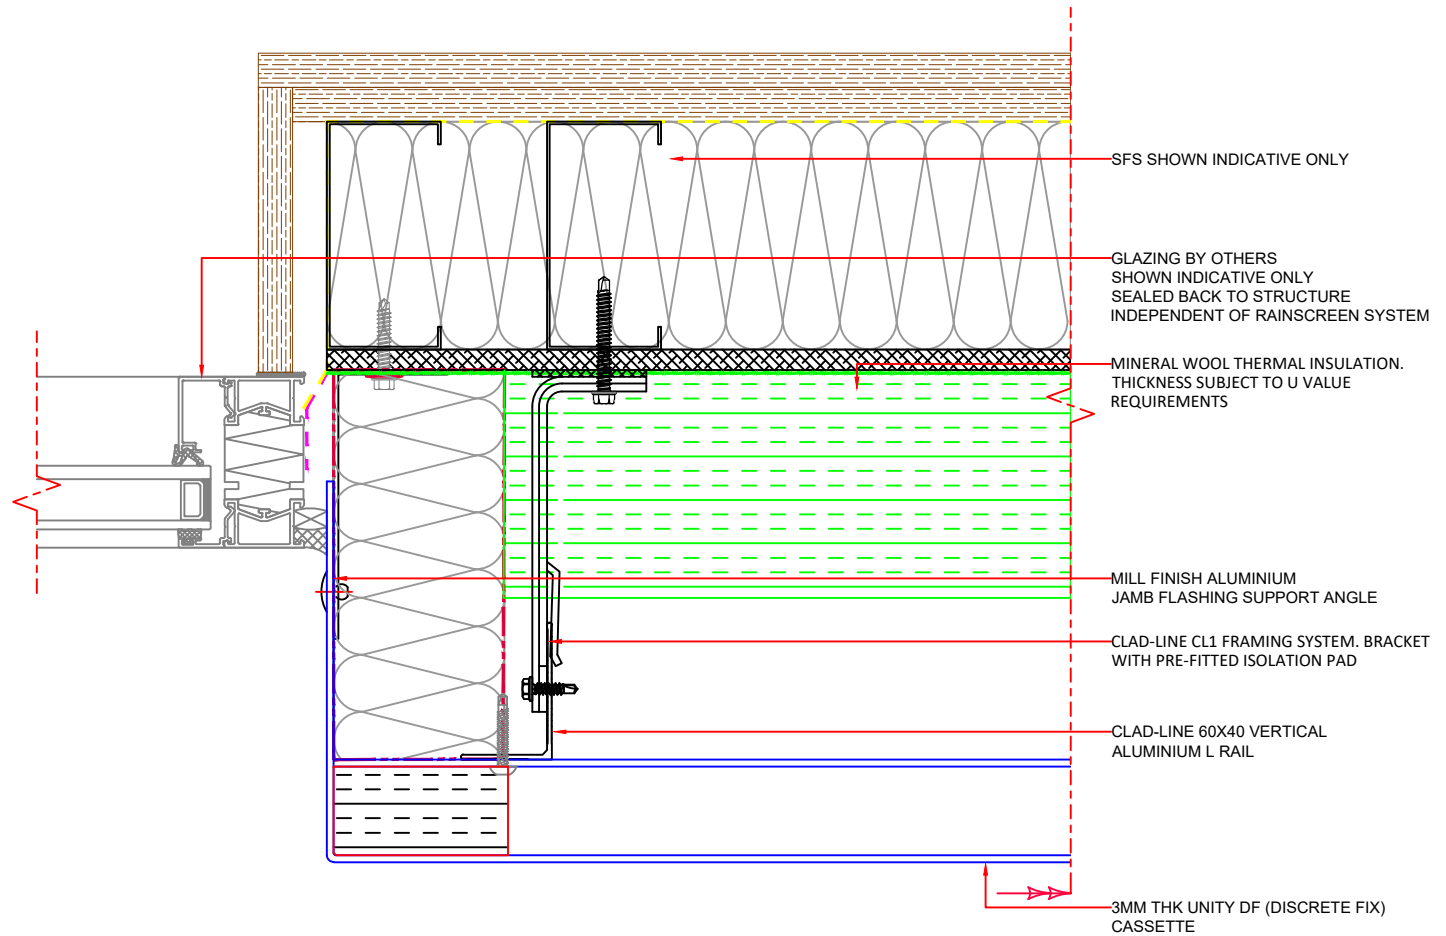 SFS SHOWN INDICATIVE ONLY
GLAZING BY OTHERS
SHOWN INDICATIVE ONLY
SEALED BACK TO STRUCTURE
INDEPENDENT OF RAINSCREEN SYSTEM
MINERAL WOOL THERMAL INSULATION.
THICKNESS SUBJECT TO U VALUE
REQUIREMENTS
MILL FINISH ALUMINIUM
JAMB FLASHING SUPPORT ANGLE
CLAD-LINE CL1 FRAMING SYSTEM. BRACKET
WITH PRE-FITTED ISOLATION PAD
CLAD-LINE 60X40 VERTICAL
ALUMINIUM L RAIL
3MM THK UNITY DF (DISCRETE FIX)
CASSETTE